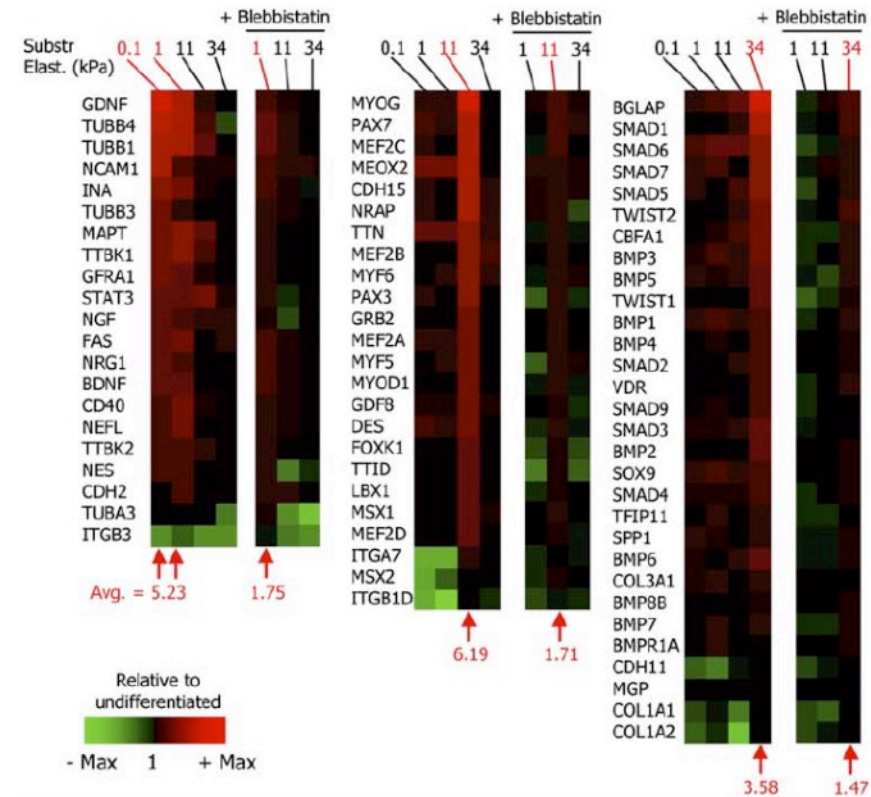 + Blebbistatin
Substr
Elast. (kPa)
0.1 1 11 34
1 11 34
GDNF
TUBB4
TUBB1
NCAM1
INA
TUBB3
MAPT
TTBK1
GFRA1
STAT3
NGF
FAS
NRG1
BDNF
CD40
NEFL
TTBK2
NES
CDH2
TUBA3
ITGB3
Avg. = 5.23
1.75
+ Blebbistatin
0.1 1 11 34
1 11 34
MYOG
PAX7
MEF2C
MEOX2
CDH15
NRAP
TTN
MEF2B
MYF6
PAX3
GRB2
MEF2A
MYF5
MYOD1
GDF8
DES
FOXK1
TTID
LBX1
MSX1
MEF2D
ITGA7
MSX2
ITGB1D
6.19
1.71
+ Blebbistatin
0.1 1 11 34
1 11 34
BGLAP
SMAD1
SMAD6
SMAD7
SMAD5
TWIST2
CBFA1
BMP3
BMP5
TWIST1
BMP1
BMP4
SMAD2
VDR
SMAD9
SMAD3
BMP2
SOX9
SMAD4
TFIP11
SPP1
BMP6
COL3A1
BMP8B
BMP7
BMPR1A
CDH11
MGP
COL1A1
COL1A2
3.58
1.47
Relative to
undifferentiated
- Max 1 + Max